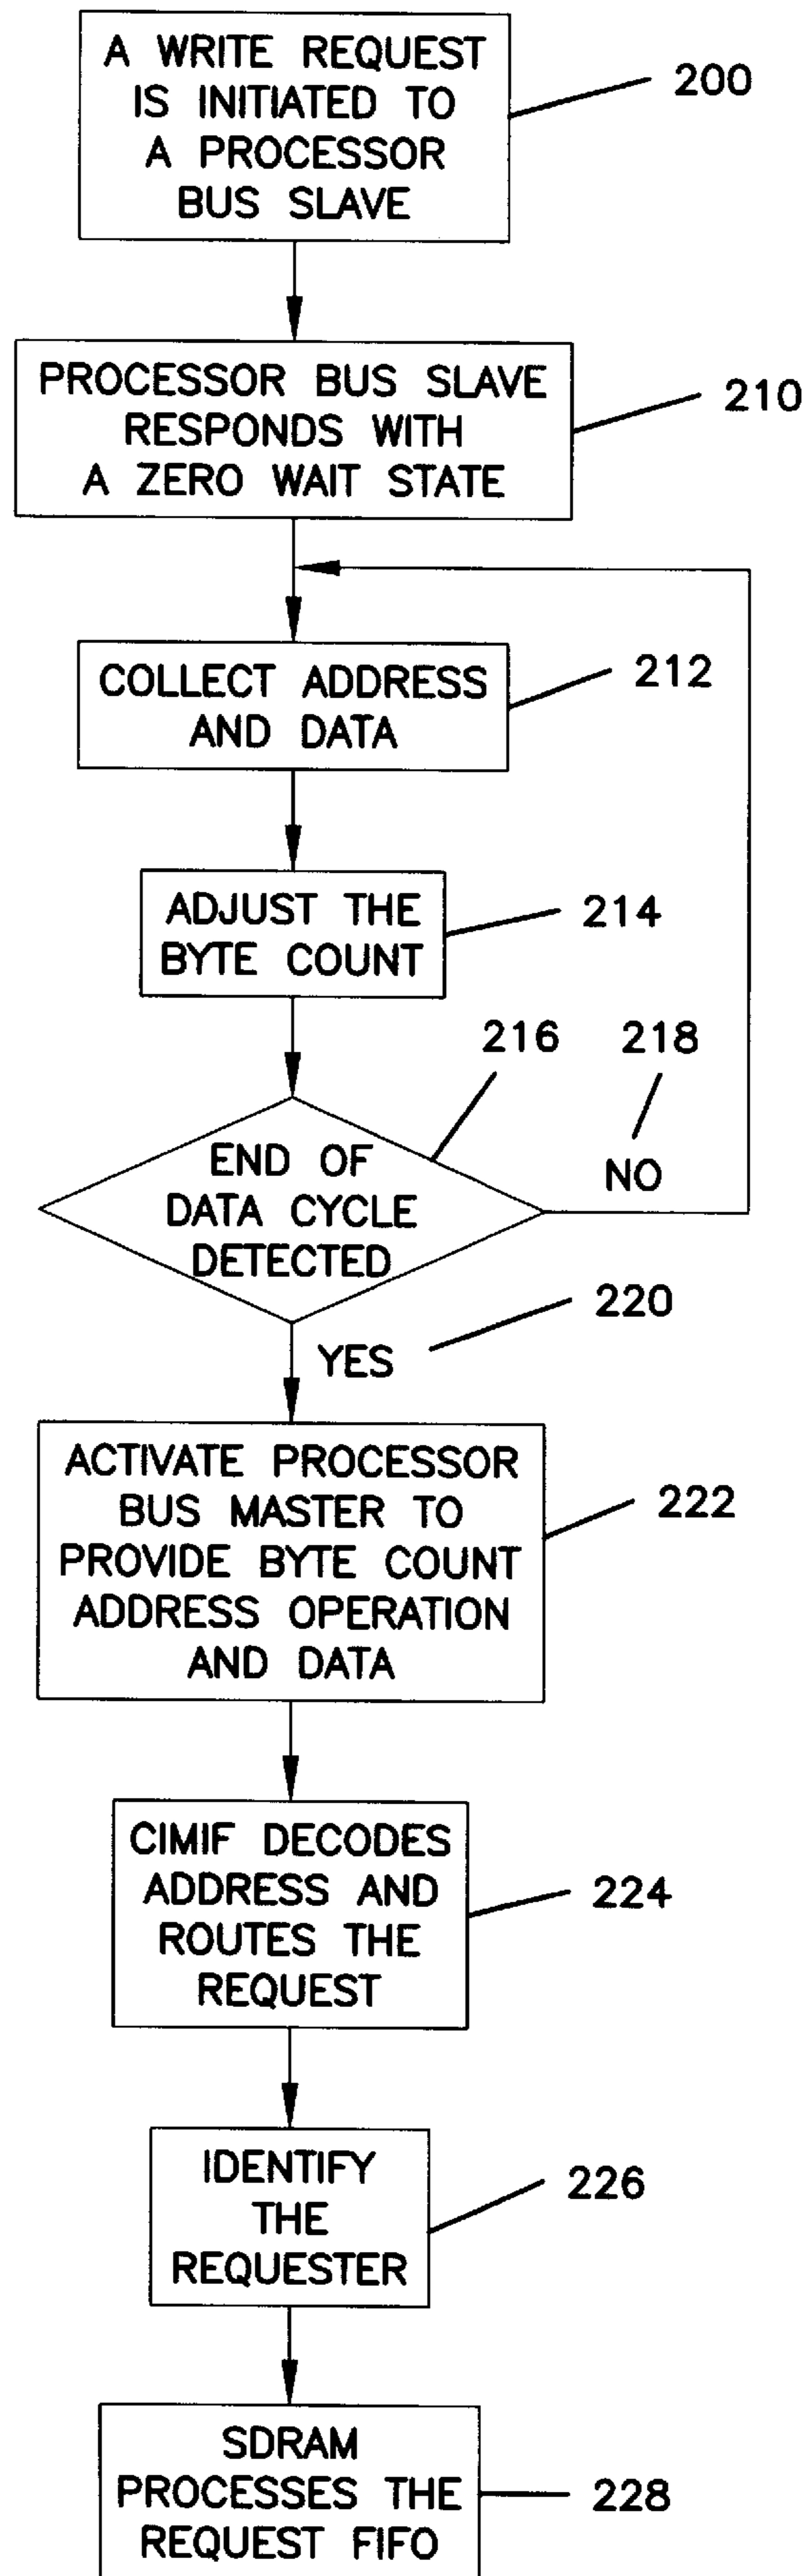 A WRITE REQUEST
IS INITIATED TO
A PROCESSOR
BUS SLAVE
200
PROCESSOR BUS SLAVE
RESPONDS WITH
A ZERO WAIT STATE
210
COLLECT ADDRESS
AND DATA
212
ADJUST THE
BYTE COUNT
214
216
218
END OF
DATA CYCLE
DETECTED
NO
220
YES
ACTIVATE PROCESSOR
BUS MASTER TO
PROVIDE BYTE COUNT
ADDRESS OPERATION
AND DATA
222
CIMIF DECODES
ADDRESS AND
ROUTES THE
REQUEST
224
IDENTIFY
THE
REQUESTER
226
SDRAM
PROCESSES THE
REQUEST FIFO
228